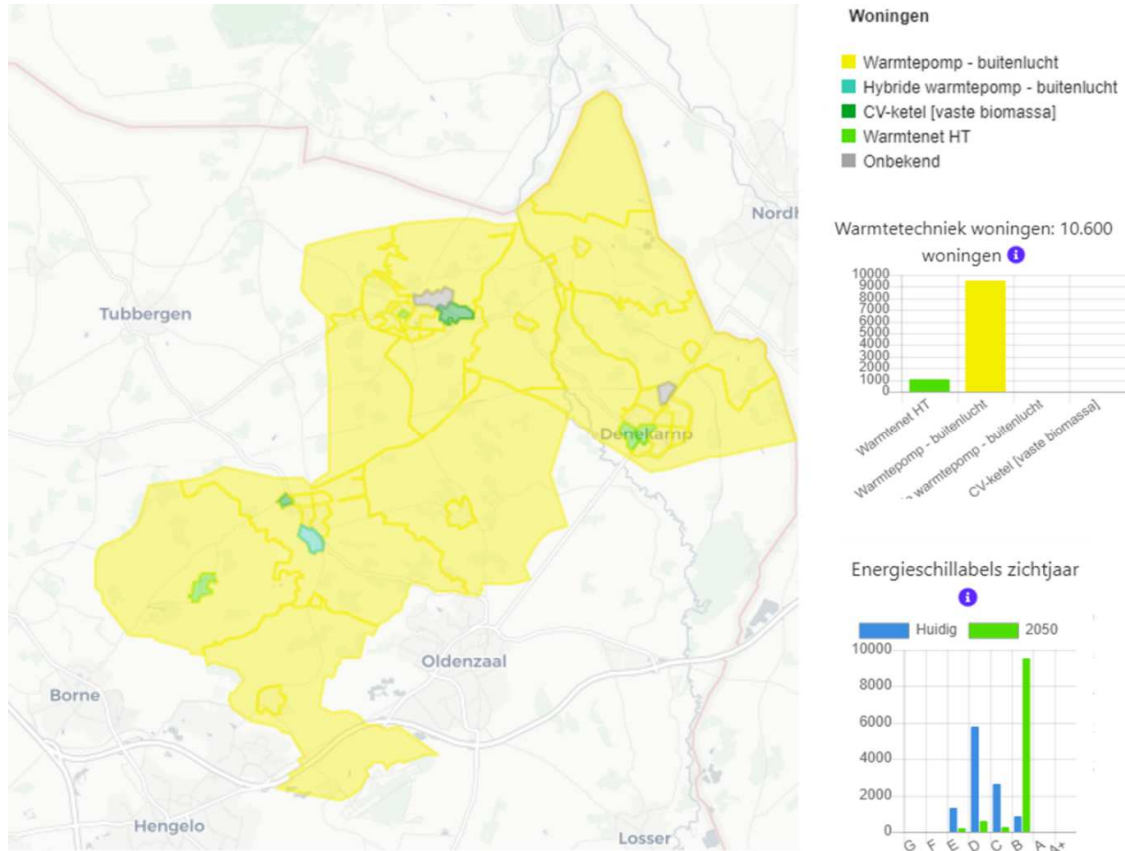 Woningen
Warmtepomp - buitenlucht
Hybride warmtepomp - buitenlucht
CV-ketel [vaste biomassa]
Warmtenet HT
Onbekend
Nordh
Tubbergen
Denekamp
Oldenzaal
Borne
Hengelo
Losser
Warmtetechniek woningen: 10.600
woningen i
10000
9000
8000
7000
6000
5000
4000
3000
2000
1000
0
Warmtenet HT
Warmtepomp - buitenlucht
warmtepomp - buitenlucht
CV-ketel [vaste biomassa]
Energieschillabels zichtjaar
i
Huidig 2050
10000
8000
6000
4000
2000
0
G F E D C B A A+